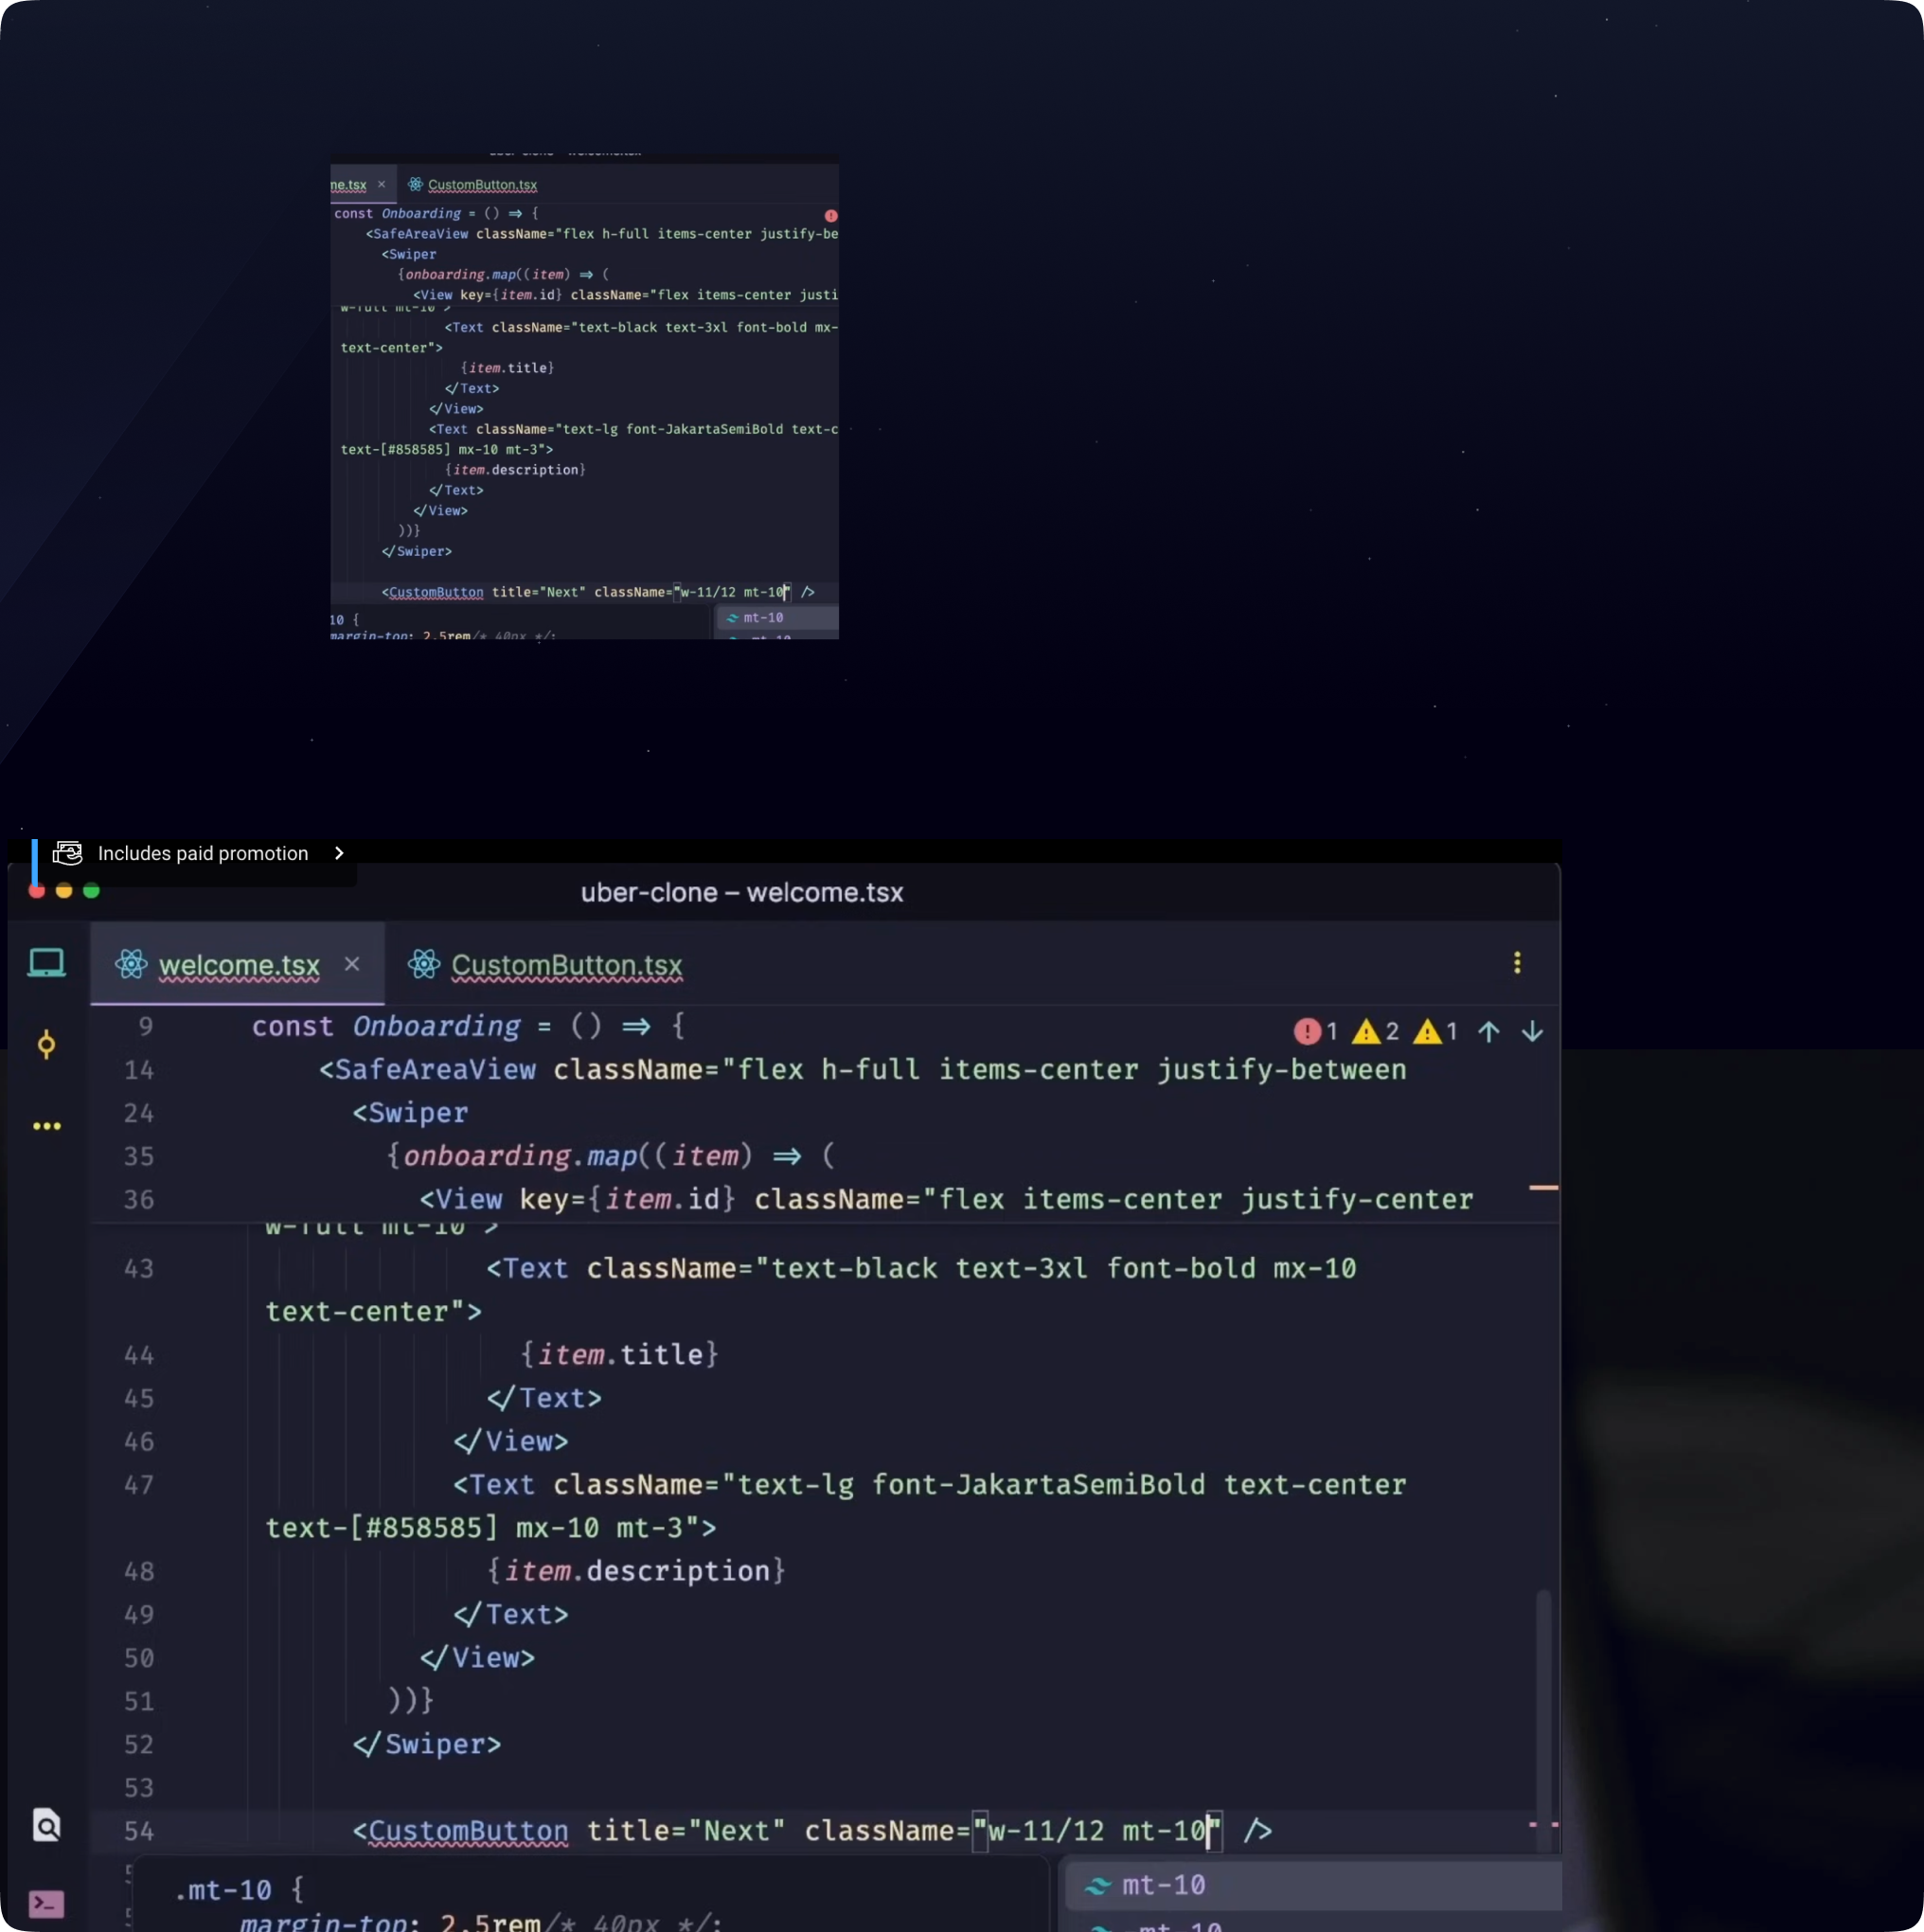 me.tsx × CustomButton.tsx
const Onboarding = () => {
<SafeAreaView className="flex h-full items-center justify-be
<Swiper
{onboarding.map((item) => (
<View key={item.id} className="flex items-center justi
w-full mt-10">
<Text className="text-black text-3xl font-bold mx-
text-center">
{item.title}
</Text>
</View>
<Text className="text-lg font-JakartaSemiBold text-c
text-[#858585] mx-10 mt-3">
{item.description}
</Text>
</View>
))}
</Swiper>
<CustomButton title="Next" className="w-11/12 mt-10" />
10 {
mt-10
margin-top: 2.5rem/* 40px */;
-mt-10
Includes paid promotion
uber-clone – welcome.tsx
welcome.tsx × CustomButton.tsx
9 const Onboarding = () => {
1 2 1
14 <SafeAreaView className="flex h-full items-center justify-between
24 <Swiper
35 {onboarding.map((item) => (
36 <View key={item.id} className="flex items-center justify-center
w-full mt-10">
43 <Text className="text-black text-3xl font-bold mx-10
text-center">
44 {item.title}
45 </Text>
46 </View>
47 <Text className="text-lg font-JakartaSemiBold text-center
text-[#858585] mx-10 mt-3">
48 {item.description}
49 </Text>
50 </View>
51 ))}
52 </Swiper>
53
54 <CustomButton title="Next" className="w-11/12 mt-10" />
.mt-10 {
mt-10
margin-top: 2.5rem/* 40px */;
-mt-10